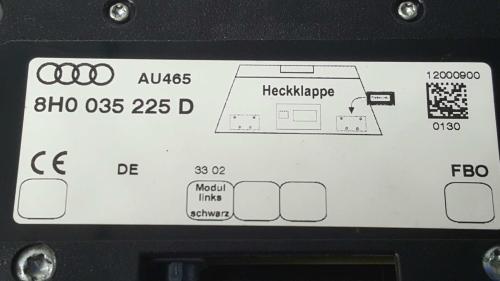 AU465
8H0 035 225 D
Heckklappe
12000900
0130
CE
DE
33 02
Modul
links
schwarz
FBO